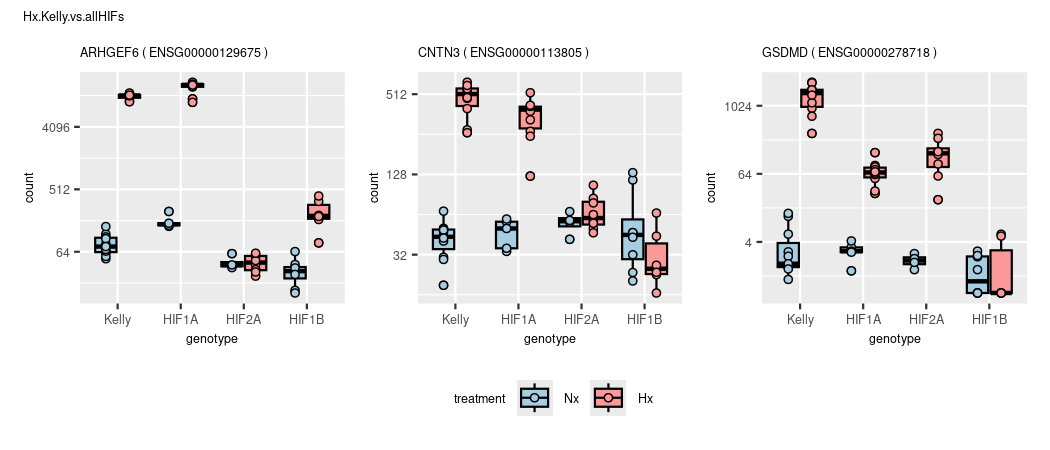 Hx.Kelly.vs.allHIFs
ARHGEF6 ( ENSG00000129675 )
4096
512
64
count
Kelly HIF1A HIF2A HIF1B
genotype
CNTN3 ( ENSG00000113805 )
512
128
32
count
Kelly HIF1A HIF2A HIF1B
genotype
GSDMD ( ENSG00000278718 )
1024
64
4
count
Kelly HIF1A HIF2A HIF1B
genotype
treatment Nx Hx